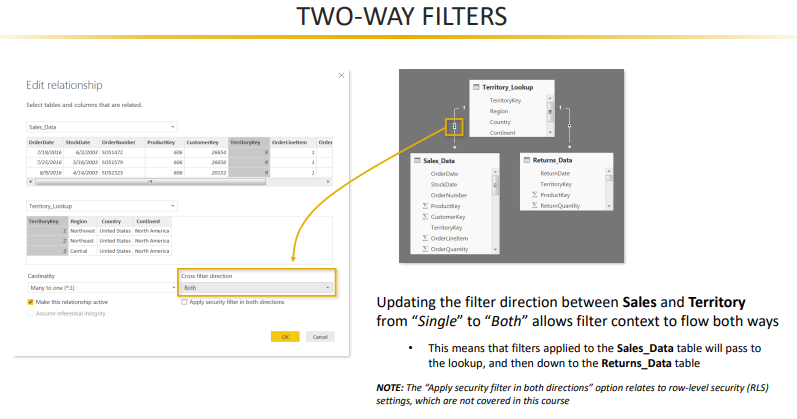 TWO-WAY FILTERS
Edit relationship
Select tables and columns that are related.
Sales_Data
OrderDate StockDate OrderNumber ProductKey CustomerKey TerritoryKey OrderLineItem Order
7/19/2016 6/2/2003 SO51472 606 26654 9 1
7/25/2016 5/16/2003 SO51579 606 26656 9 1
8/9/2016 4/14/2003 SO52325 606 20152 9 1
Territory_Lookup
TerritoryKey Region Country Continent
1 Northwest United States North America
2 Northeast United States North America
3 Central United States North America
Cardinality
Many to one (*:1)
Make this relationship active
Assume referential integrity
Cross filter direction
Both
Apply security filter in both directions
OK Cancel
Territory_Lookup
TerritoryKey
Region
Country
Continent
1 1
* *
Sales_Data
OrderDate
StockDate
OrderNumber
Σ ProductKey
Σ CustomerKey
TerritoryKey
Σ OrderLineItem
Σ OrderQuantity
Returns_Data
ReturnDate
TerritoryKey
Σ ProductKey
Σ ReturnQuantity
Updating the filter direction between Sales and Territory
from “Single” to “Both” allows filter context to flow both ways
• This means that filters applied to the Sales_Data table will pass to
the lookup, and then down to the Returns_Data table
NOTE: The “Apply security filter in both directions” option relates to row-level security (RLS)
settings, which are not covered in this course